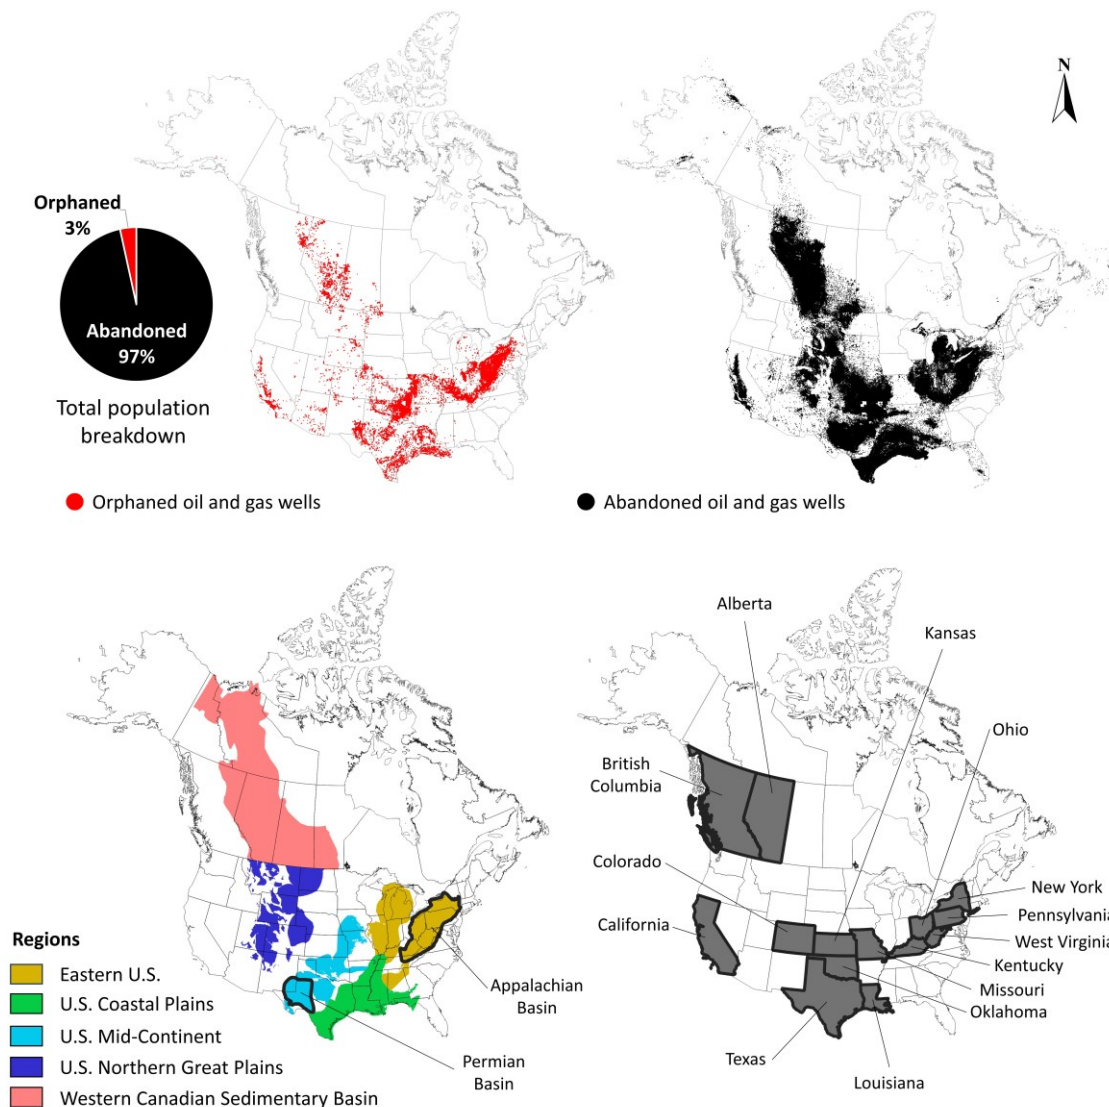 N
Orphaned
3%
Abandoned
97%
Total population
breakdown
Orphaned oil and gas wells
Abandoned oil and gas wells
Alberta
Kansas
Ohio
British
Columbia
Colorado
New York
Pennsylvania
California
West Virginia
Kentucky
Missouri
Oklahoma
Texas
Louisiana
Regions
Eastern U.S.
U.S. Coastal Plains
U.S. Mid-Continent
U.S. Northern Great Plains
Western Canadian Sedimentary Basin
Appalachian
Basin
Permian
Basin